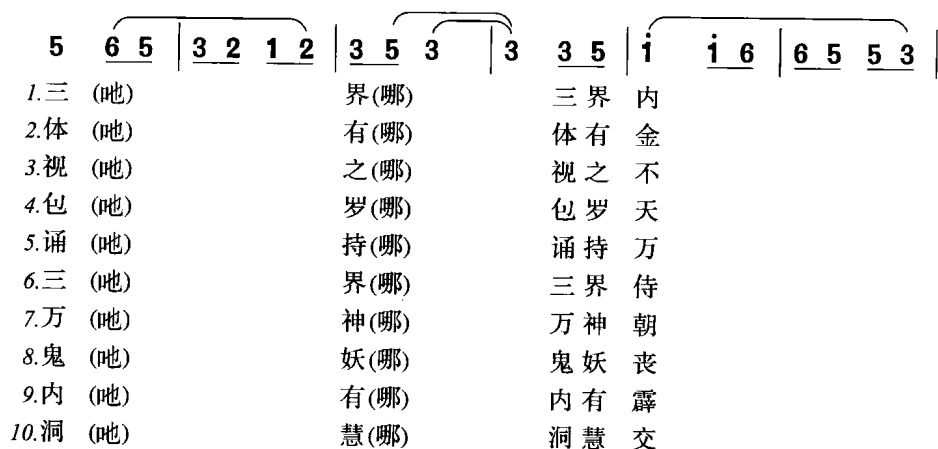 5 6 5 | 3 2 1 2 | 3 5 3 | 3 3 5 | i i 6 | 6 5 5 3 |
1.三 (吔) 界(哪) 三 界 内
2.体 (吔) 有(哪) 体 有 金
3.视 (吔) 之(哪) 视 之 不
4.包 (吔) 罗(哪) 包 罗 天
5.诵 (吔) 持(哪) 诵 持 万
6.三 (吔) 界(哪) 三 界 侍
7.万 (吔) 神(哪) 万 神 朝
8.鬼 (吔) 妖(哪) 鬼 妖 丧
9.内 (吔) 有(哪) 内 有 霹
10.洞 (吔) 慧(哪) 洞 慧 交